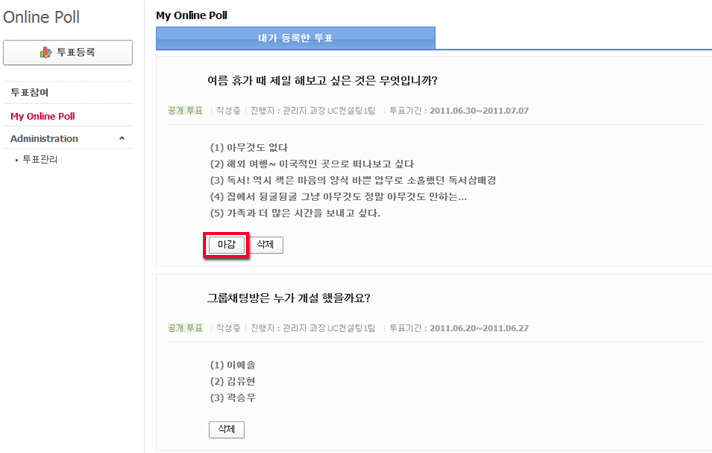 Online Poll
투표등록
투표참여
My Online Poll
Administration
투표관리
My Online Poll
내가 등록한 투표
여름 휴가 때 제일 해보고 싶은 것은 무엇입니까?
공개 투표 | 작성중 | 진행자 : 관리자 과장 UC컨설팅1팀 | 투표기간 : 2011.06.30~2011.07.07
(1) 아무것도 없다
(2) 해외 여행~ 이국적인 곳으로 떠나보고 싶다
(3) 독서! 역시 책은 마음의 양식 바쁜 업무로 소홀했던 독서삼매경
(4) 집에서 뒹굴뒹굴 그냥 아무것도 정말 아무것도 안하는...
(5) 가족과 더 많은 시간을 보내고 싶다.
마감 삭제
그룹채팅방은 누가 개설 했을까요?
공개 투표 | 작성중 | 진행자 : 관리자 과장 UC컨설팅1팀 | 투표기간 : 2011.06.20~2011.06.27
(1) 이예솔
(2) 김유현
(3) 곽승우
삭제